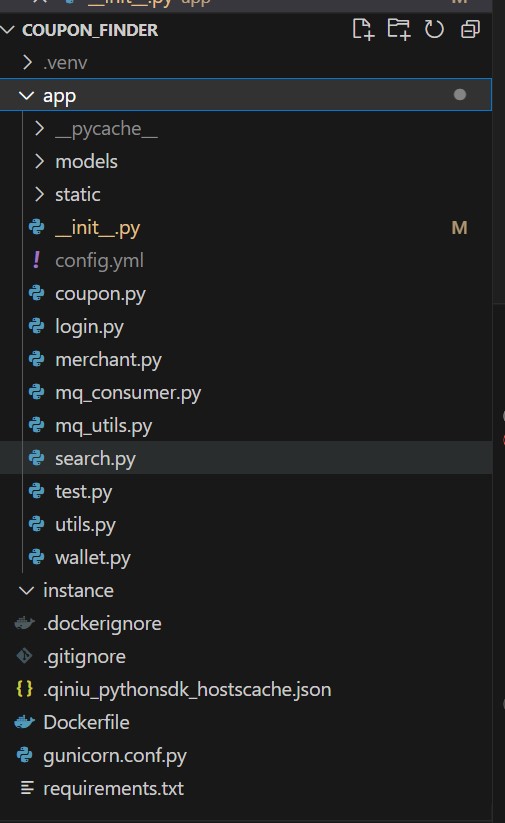 __init__.py app M
COUPON_FINDER
.venv
app
__pycache__
models
static
__init__.py M
! config.yml
coupon.py
login.py
merchant.py
mq_consumer.py
mq_utils.py
search.py
test.py
utils.py
wallet.py
instance
.dockerignore
.gitignore
{} .qiniu_pythonsdk_hostscache.json
Dockerfile
gunicorn.conf.py
requirements.txt